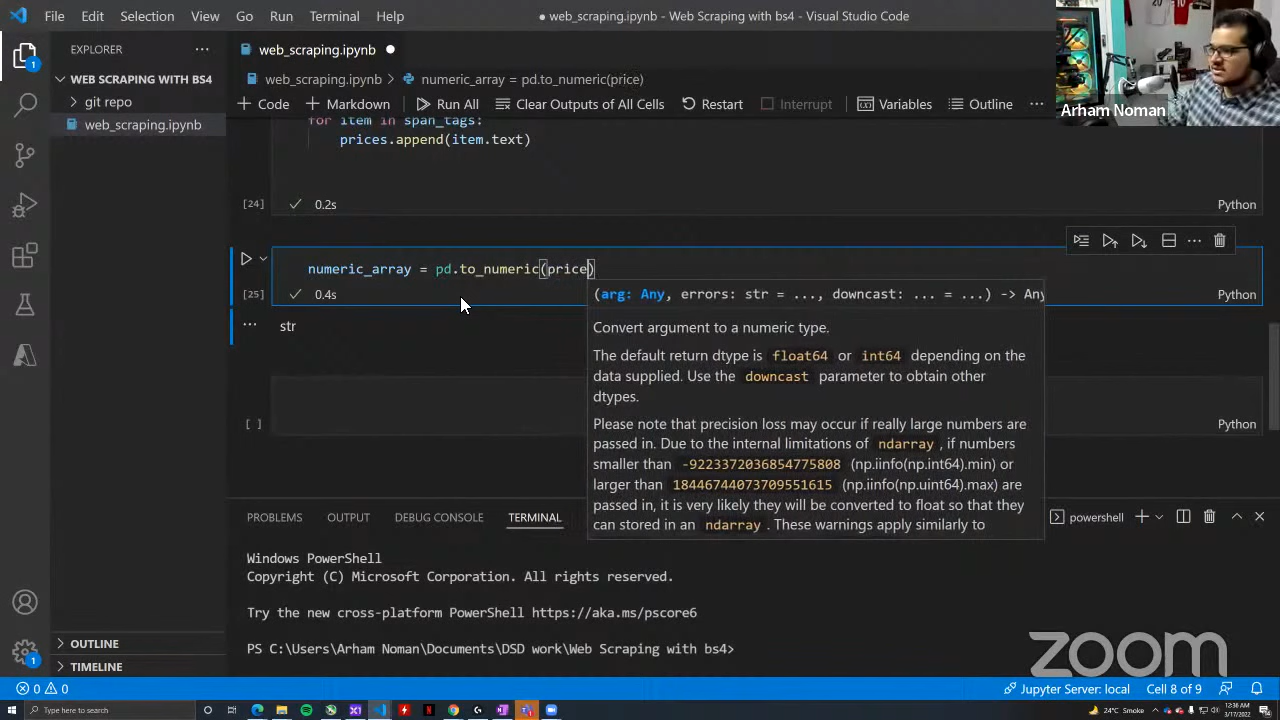 File Edit Selection View Go Run Terminal Help
● web_scraping.ipynb - Web Scraping with bs4 - Visual Studio Code
Arham Noman
EXPLORER
web_scraping.ipynb
WEB SCRAPING WITH BS4
git repo
web_scraping.ipynb
OUTLINE
TIMELINE
web_scraping.ipynb > numeric_array = pd.to_numeric(price)
+ Code + Markdown Run All Clear Outputs of All Cells Restart Interrupt Variables Outline ...
for item in span_tags:
prices.append(item.text)
[24] 0.2s Python
numeric_array = pd.to_numeric(price)
[25] 0.4s Python
str
(arg: Any, errors: str = ..., downcast: ... = ...) -> Any
Convert argument to a numeric type.
The default return dtype is float64 or int64 depending on the
data supplied. Use the downcast parameter to obtain other
dtypes.
Please note that precision loss may occur if really large numbers are
passed in. Due to the internal limitations of ndarray , if numbers
smaller than -9223372036854775808 (np.iinfo(np.int64).min) or
larger than 18446744073709551615 (np.iinfo(np.uint64).max) are
passed in, it is very likely they will be converted to float so that they
can stored in an ndarray . These warnings apply similarly to
[ ] Python
PROBLEMS OUTPUT DEBUG CONSOLE TERMINAL
powershell
Windows PowerShell
Copyright (C) Microsoft Corporation. All rights reserved.
Try the new cross-platform PowerShell https://aka.ms/pscore6
PS C:\Users\Arham Noman\Documents\DSD work\Web Scraping with bs4>
zoom
0 0
Jupyter Server: local Cell 8 of 9
Type here to search
24°C Smoke
12:36 AM
3/17/2022